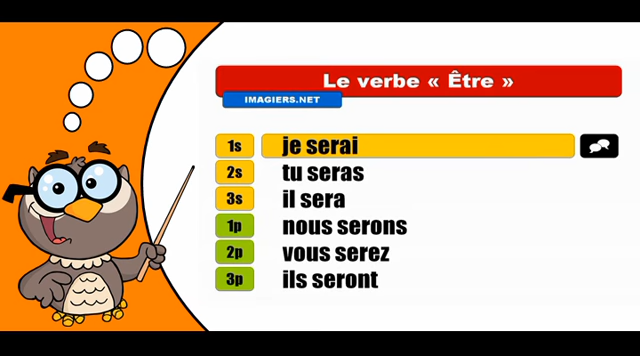 Le verbe « Être »
IMAGIERS.NET
1s je serai
2s tu seras
3s il sera
1p nous serons
2p vous serez
3p ils seront